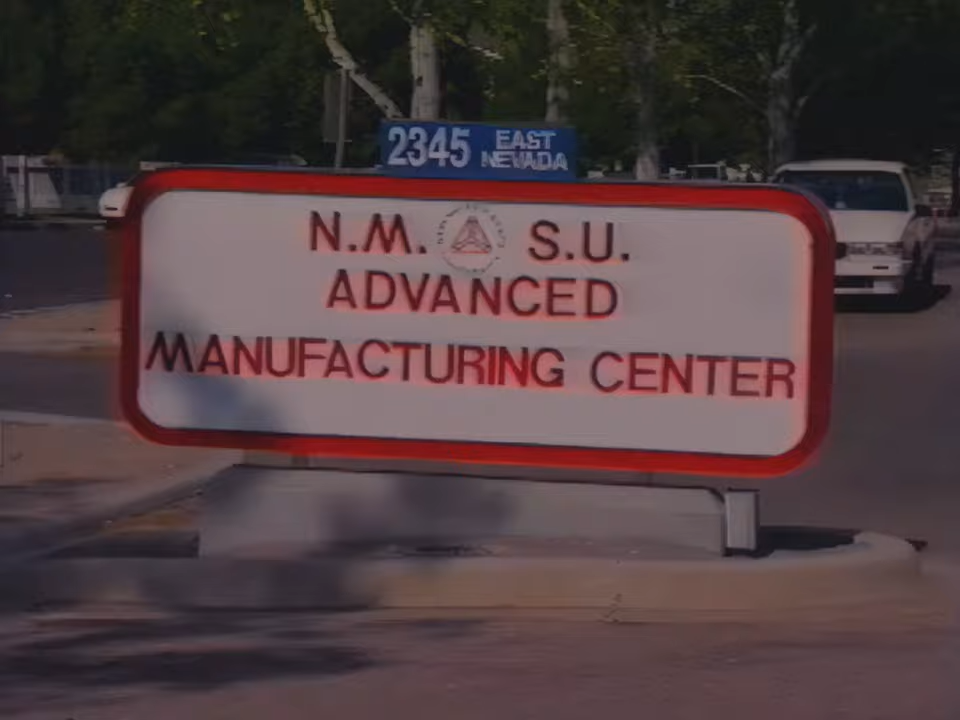 2345 EAST
NEVADA
N.M. S.U.
ADVANCED
MANUFACTURING CENTER